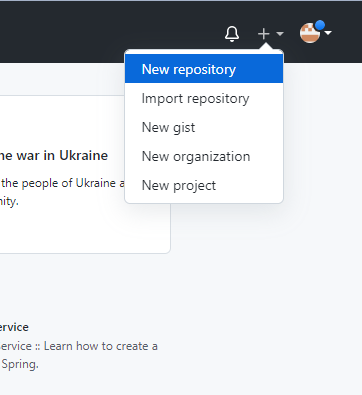 New repository
Import repository
New gist
New organization
New project
he war in Ukraine
the people of Ukraine a
nity.
ervice
ervice :: Learn how to create a
Spring.